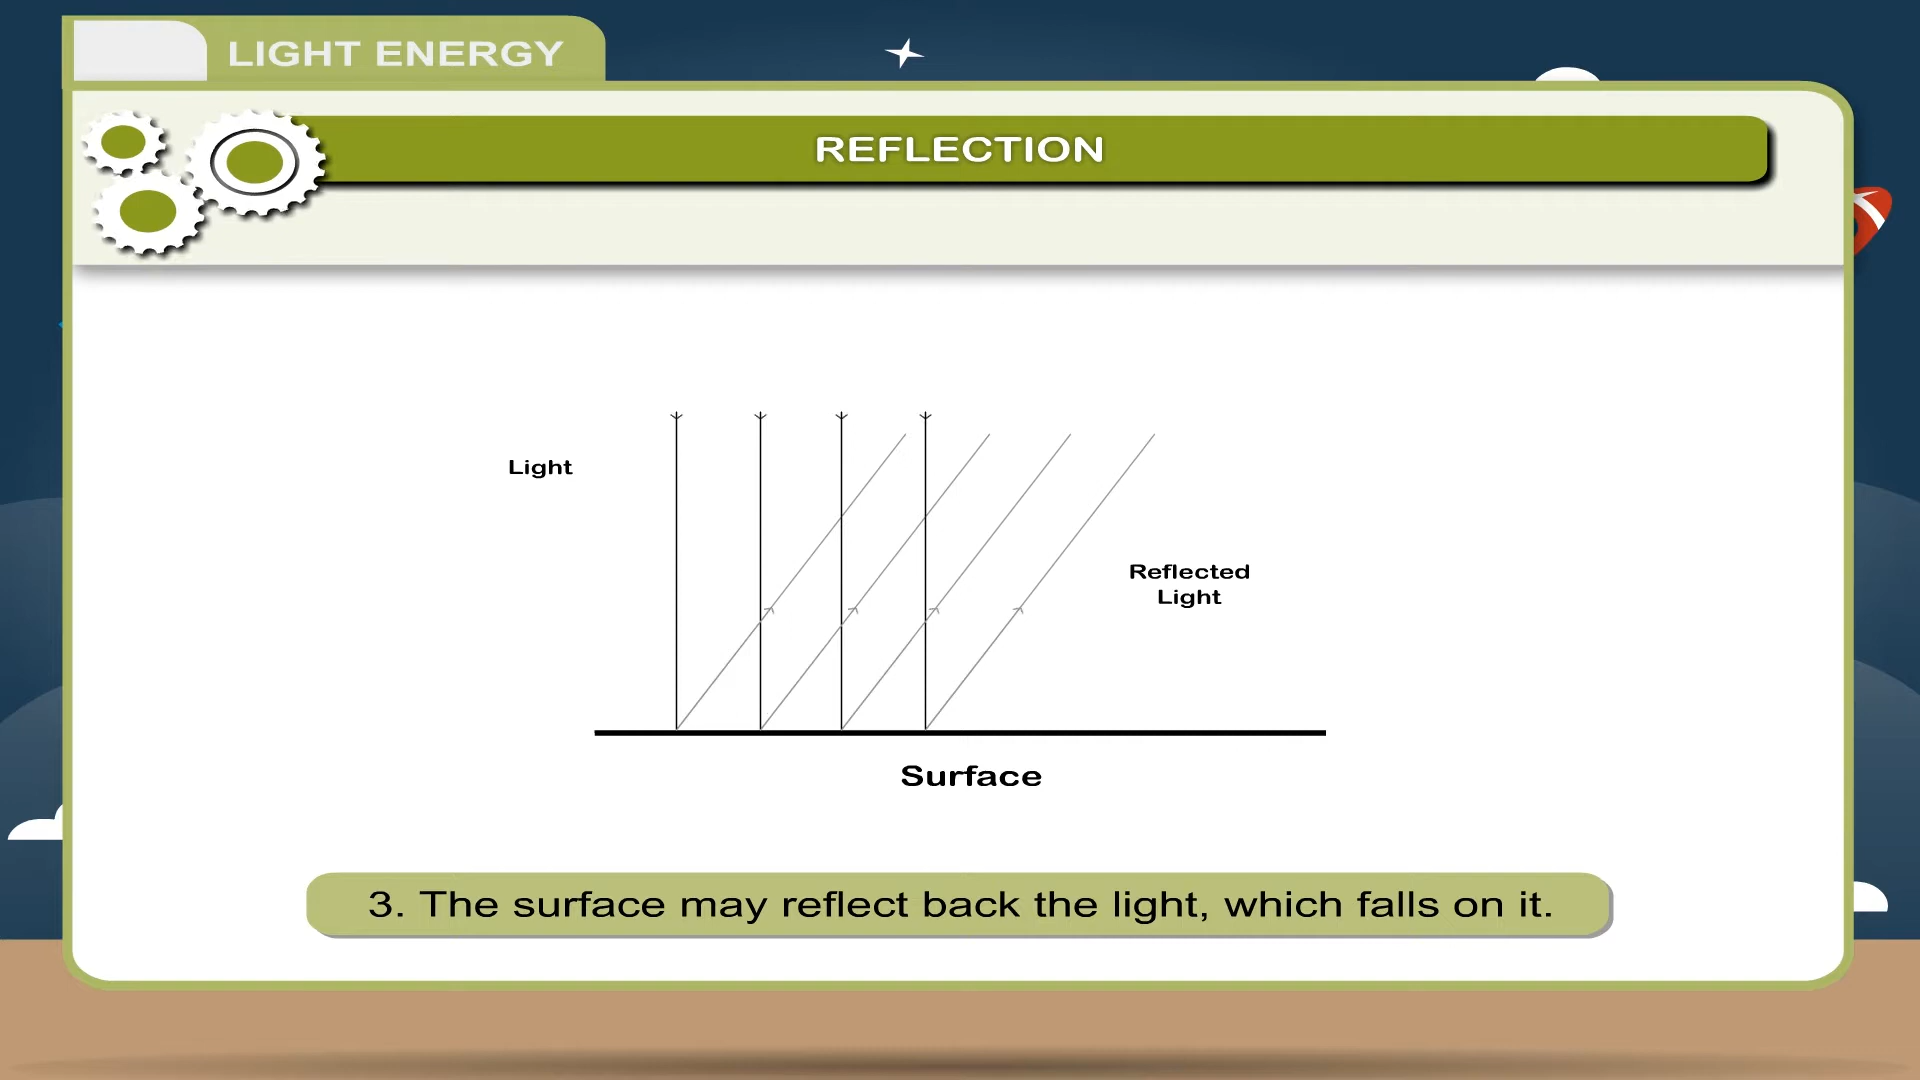 LIGHT ENERGY
REFLECTION
Light
Reflected
Light
Surface
3. The surface may reflect back the light, which falls on it.